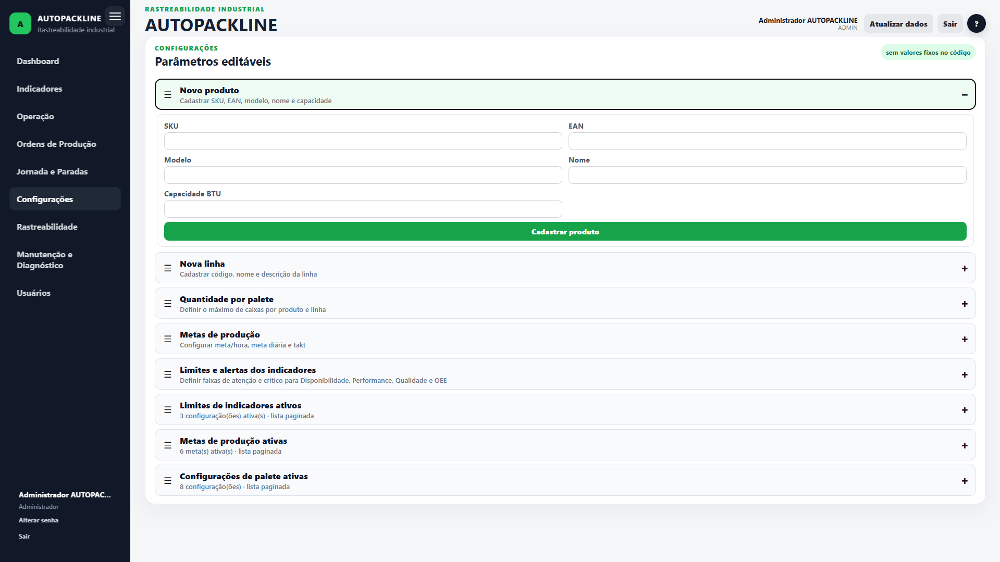 A
AUTOPACKLINE
Rastreabilidade industrial
Dashboard
Indicadores
Operação
Ordens de Produção
Jornada e Paradas
Configurações
Rastreabilidade
Manutenção e
Diagnóstico
Usuários
Administrador AUTOPAC...
Administrador
Alterar senha
Sair
RASTREABILIDADE INDUSTRIAL
AUTOPACKLINE
Administrador AUTOPACKLINE
ADMIN
Atualizar dados
Sair
?
CONFIGURAÇÕES
Parâmetros editáveis
sem valores fixos no código
Novo produto
Cadastrar SKU, EAN, modelo, nome e capacidade
−
SKU
EAN
Modelo
Nome
Capacidade BTU
Cadastrar produto
Nova linha
Cadastrar código, nome e descrição da linha
+
Quantidade por palete
Definir o máximo de caixas por produto e linha
+
Metas de produção
Configurar meta/hora, meta diária e takt
+
Limites e alertas dos indicadores
Definir faixas de atenção e crítico para Disponibilidade, Performance, Qualidade e OEE
+
Limites de indicadores ativos
3 configuração(ões) ativa(s) · lista paginada
+
Metas de produção ativas
6 meta(s) ativa(s) · lista paginada
+
Configurações de palete ativas
8 configuração(ões) · lista paginada
+